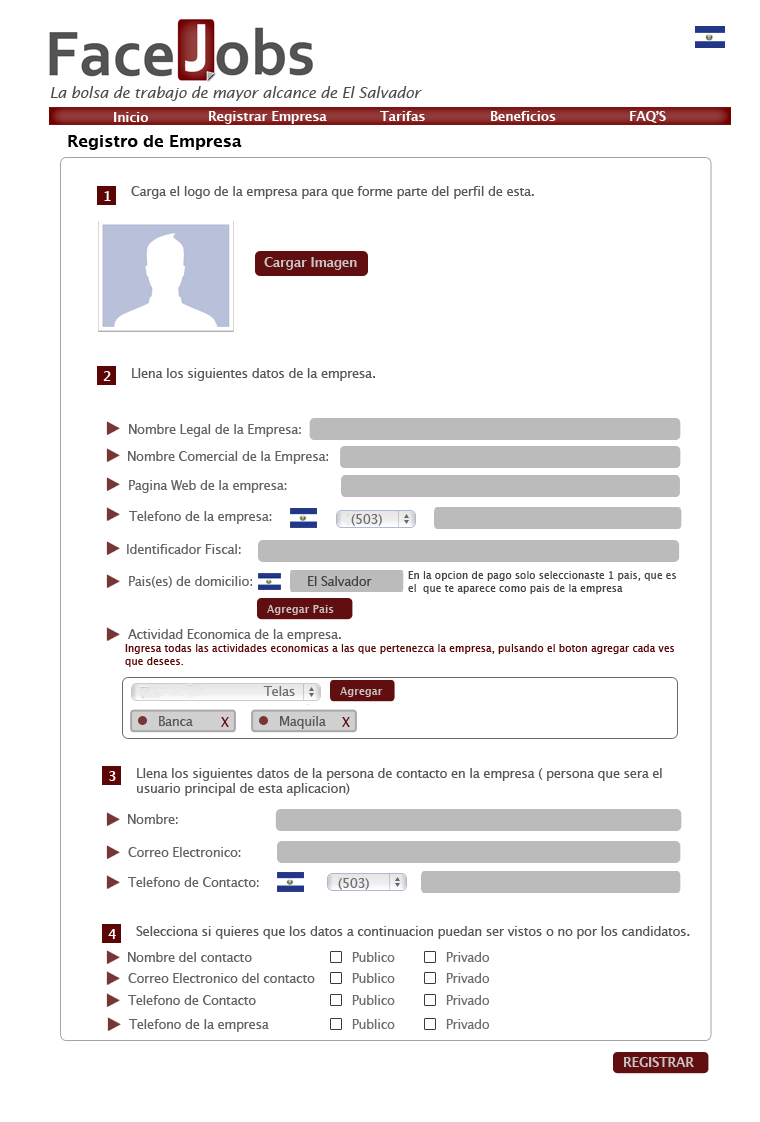 FaceJobs
La bolsa de trabajo de mayor alcance de El Salvador
Inicio Registrar Empresa Tarifas Beneficios FAQ'S
Registro de Empresa
1 Carga el logo de la empresa para que forme parte del perfil de esta.
Cargar Imagen
2 Llena los siguientes datos de la empresa.
Nombre Legal de la Empresa:
Nombre Comercial de la Empresa:
Pagina Web de la empresa:
Telefono de la empresa: (503)
Identificador Fiscal:
Pais(es) de domicilio: El Salvador
En la opcion de pago solo seleccionaste 1 pais, que es
el que te aparece como pais de la empresa
Agregar Pais
Actividad Economica de la empresa.
Ingresa todas las actividades economicas a las que pertenezca la empresa, pulsando el boton agregar cada ves
que desees.
Telas Agregar
Banca X Maquila X
3 Llena los siguientes datos de la persona de contacto en la empresa ( persona que sera el
usuario principal de esta aplicacion)
Nombre:
Correo Electronico:
Telefono de Contacto: (503)
4 Selecciona si quieres que los datos a continuacion puedan ser vistos o no por los candidatos.
Nombre del contacto Publico Privado
Correo Electronico del contacto Publico Privado
Telefono de Contacto Publico Privado
Telefono de la empresa Publico Privado
REGISTRAR